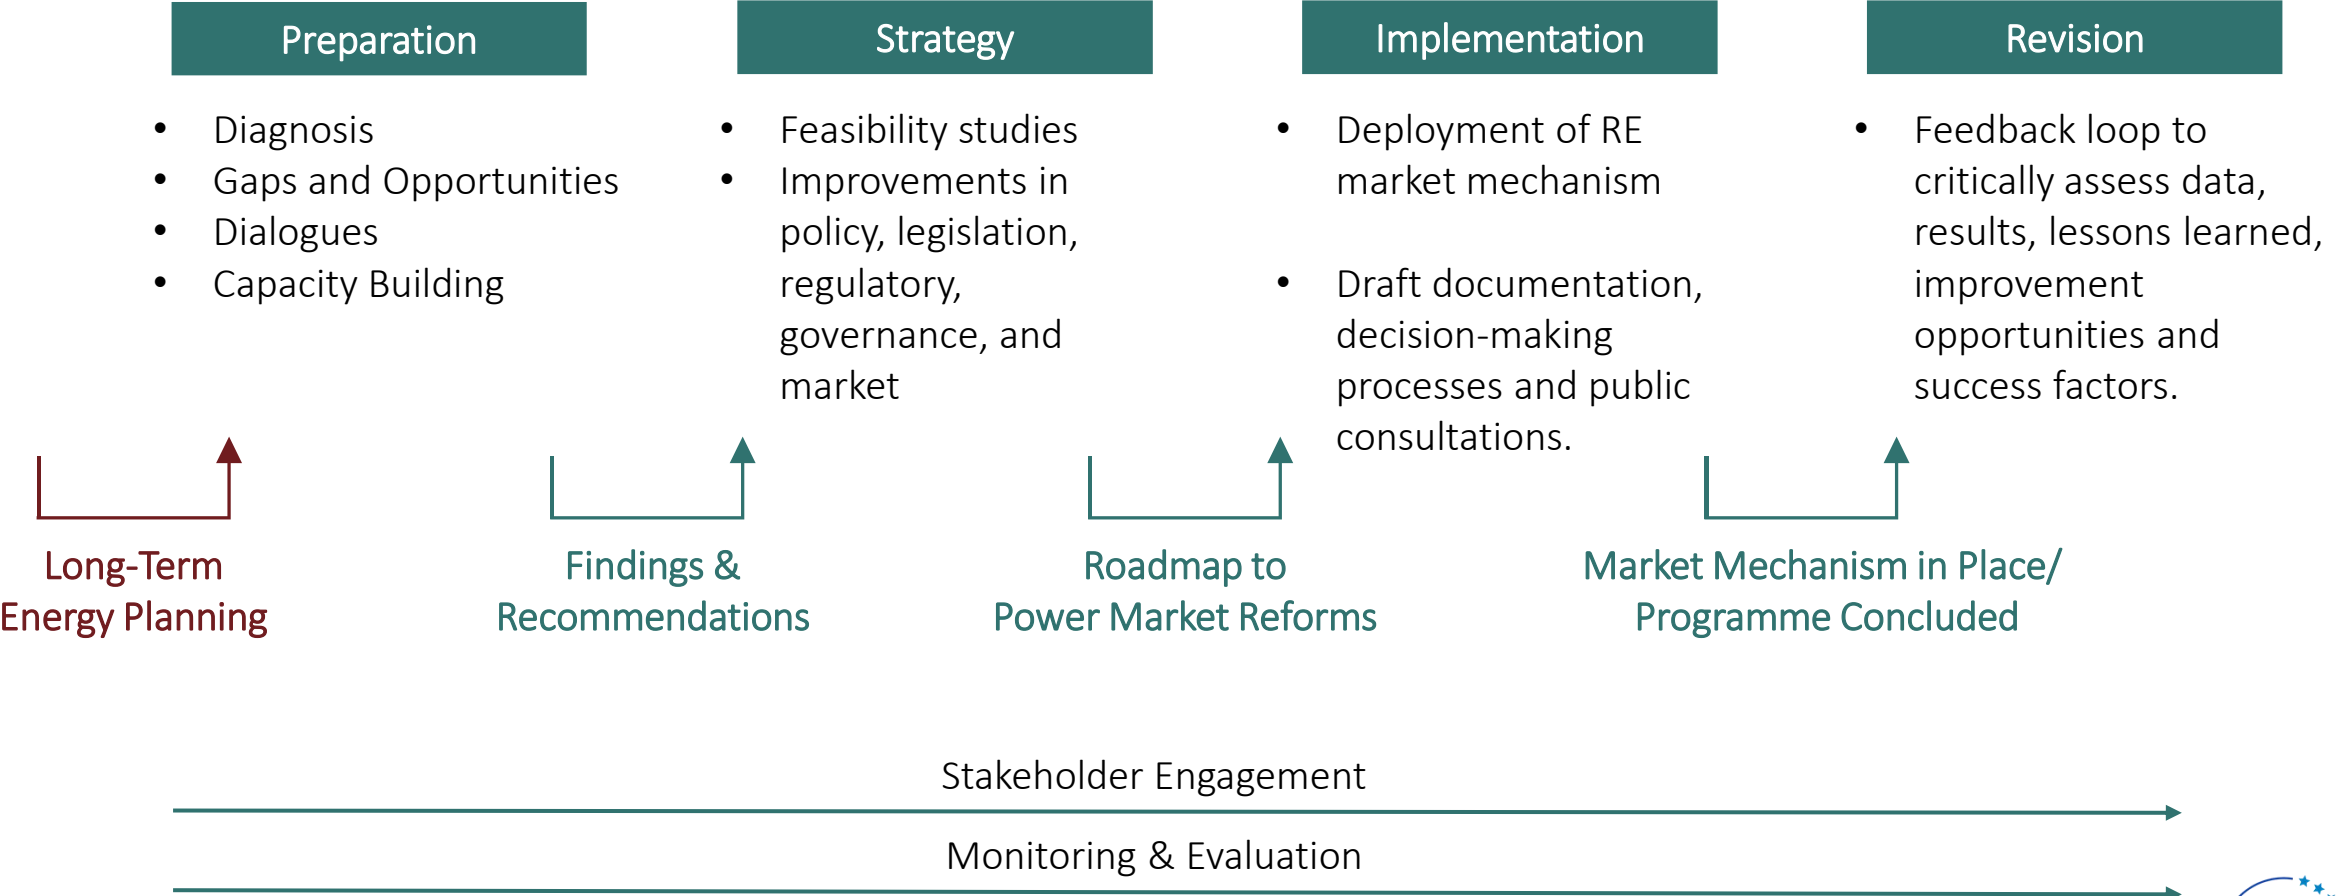 Preparation
• Diagnosis
• Gaps and Opportunities
• Dialogues
• Capacity Building
Strategy
• Feasibility studies
• Improvements in
policy, legislation,
regulatory,
governance, and
market
Implementation
• Deployment of RE
market mechanism
• Draft documentation,
decision-making
processes and public
consultations.
Revision
• Feedback loop to
critically assess data,
results, lessons learned,
improvement
opportunities and
success factors.
Long-Term
Energy Planning
Findings &
Recommendations
Roadmap to
Power Market Reforms
Market Mechanism in Place/
Programme Concluded
Stakeholder Engagement
Monitoring & Evaluation